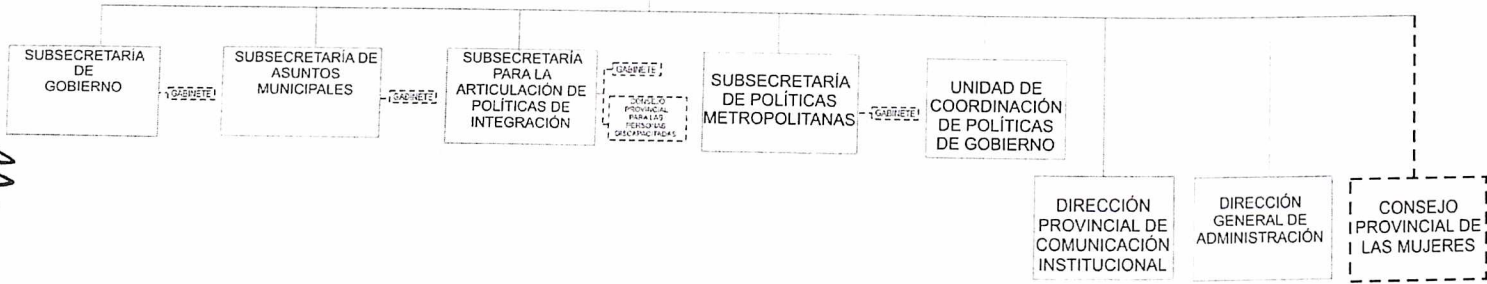 SUBSECRETARÍA
DE
GOBIERNO
GABINETE
SUBSECRETARÍA DE
ASUNTOS
MUNICIPALES
GABINETE
SUBSECRETARÍA
PARA LA
ARTICULACIÓN DE
POLÍTICAS DE
INTEGRACIÓN
GABINETE
CONSEJO
PROVINCIAL
PARA LAS
PERSONAS
DISCAPACITADAS
SUBSECRETARÍA
DE POLÍTICAS
METROPOLITANAS
GABINETE
UNIDAD DE
COORDINACIÓN
DE POLÍTICAS
DE GOBIERNO
DIRECCIÓN
PROVINCIAL DE
COMUNICACIÓN
INSTITUCIONAL
DIRECCIÓN
GENERAL DE
ADMINISTRACIÓN
CONSEJO
PROVINCIAL DE
LAS MUJERES